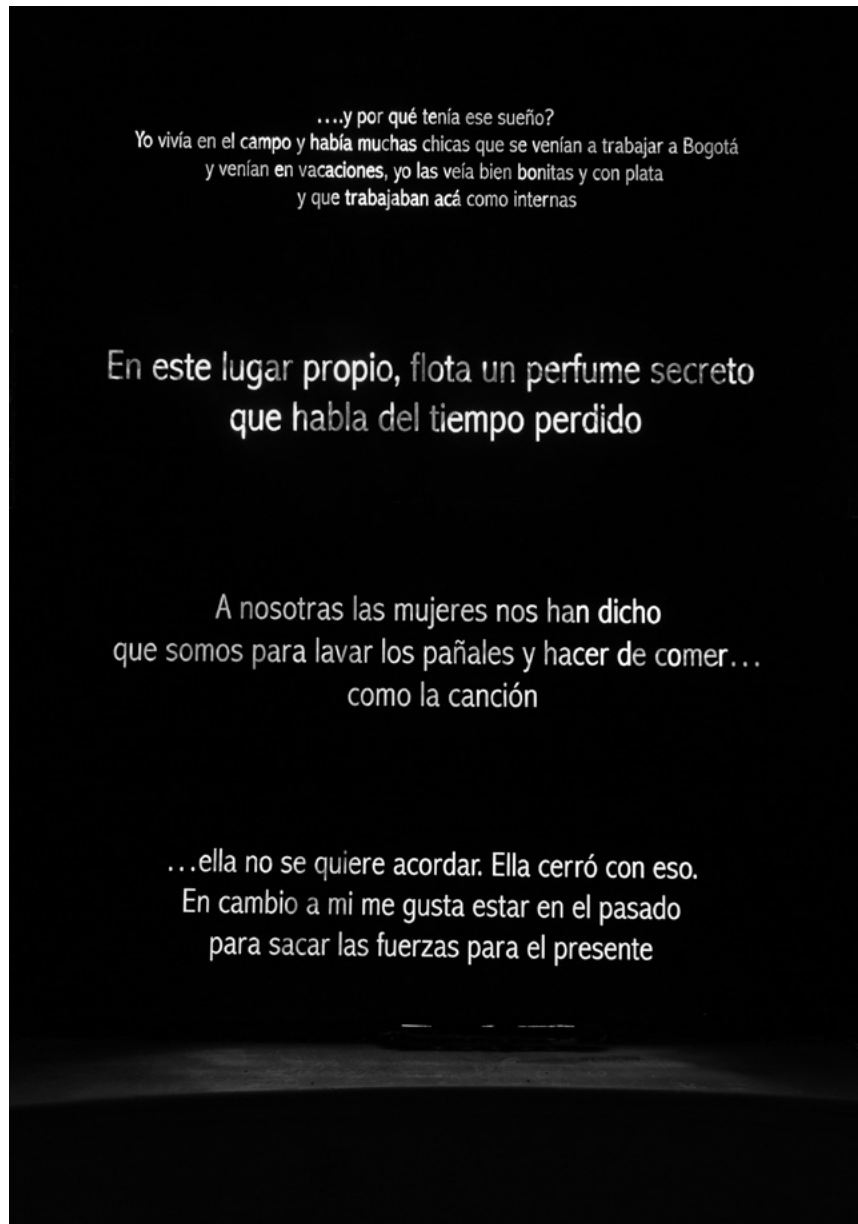 ....y por qué tenía ese sueño?
Yo vivía en el campo y había muchas chicas que se venían a trabajar a Bogotá
y venían en vacaciones, yo las veía bien bonitas y con plata
y que trabajaban acá como internas
En este lugar propio, flota un perfume secreto
que habla del tiempo perdido
A nosotras las mujeres nos han dicho
que somos para lavar los pañales y hacer de comer...
como la canción
...ella no se quiere acordar. Ella cerró con eso.
En cambio a mi me gusta estar en el pasado
para sacar las fuerzas para el presente